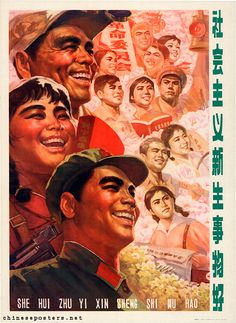 社会主义新生事物好
SHE HUI ZHU YI XIN SHENG SHI WU HAO
chineseposters.net